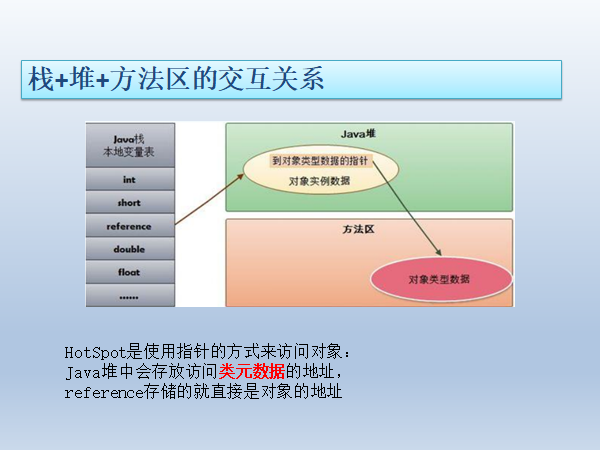 栈+堆+方法区的交互关系
Java栈
本地变量表
int
short
reference
double
float
......
Java堆
到对象类型数据的指针
对象实例数据
方法区
对象类型数据
HotSpot是使用指针的方式来访问对象：
Java堆中会存放访问类元数据的地址，
reference存储的就直接是对象的地址